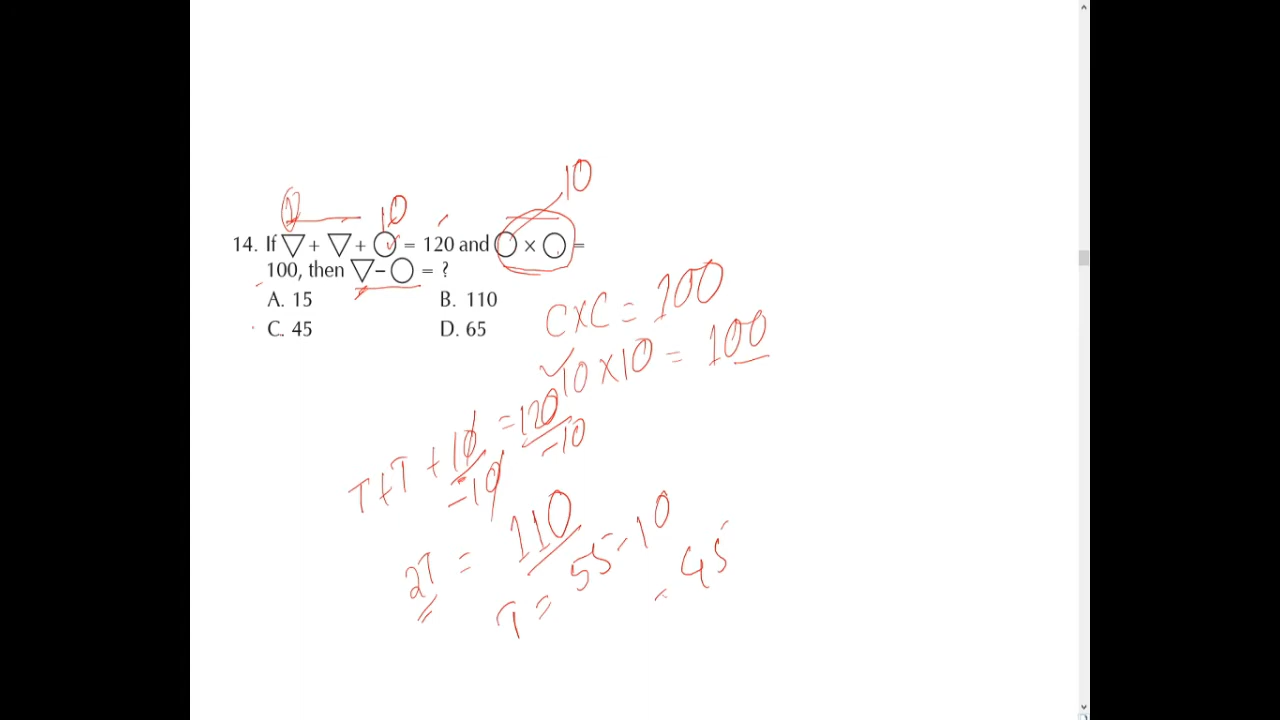 10
10
14. If ▽ + ▽ + ○ = 120 and ○ × ○ =
100, then ▽ − ○ = ?
A. 15 B. 110
C. 45 D. 65
C×C = 100
10×10 = 100
T+T+10 = 120
-10 -10
2T = 110
T = 55-10
= 45